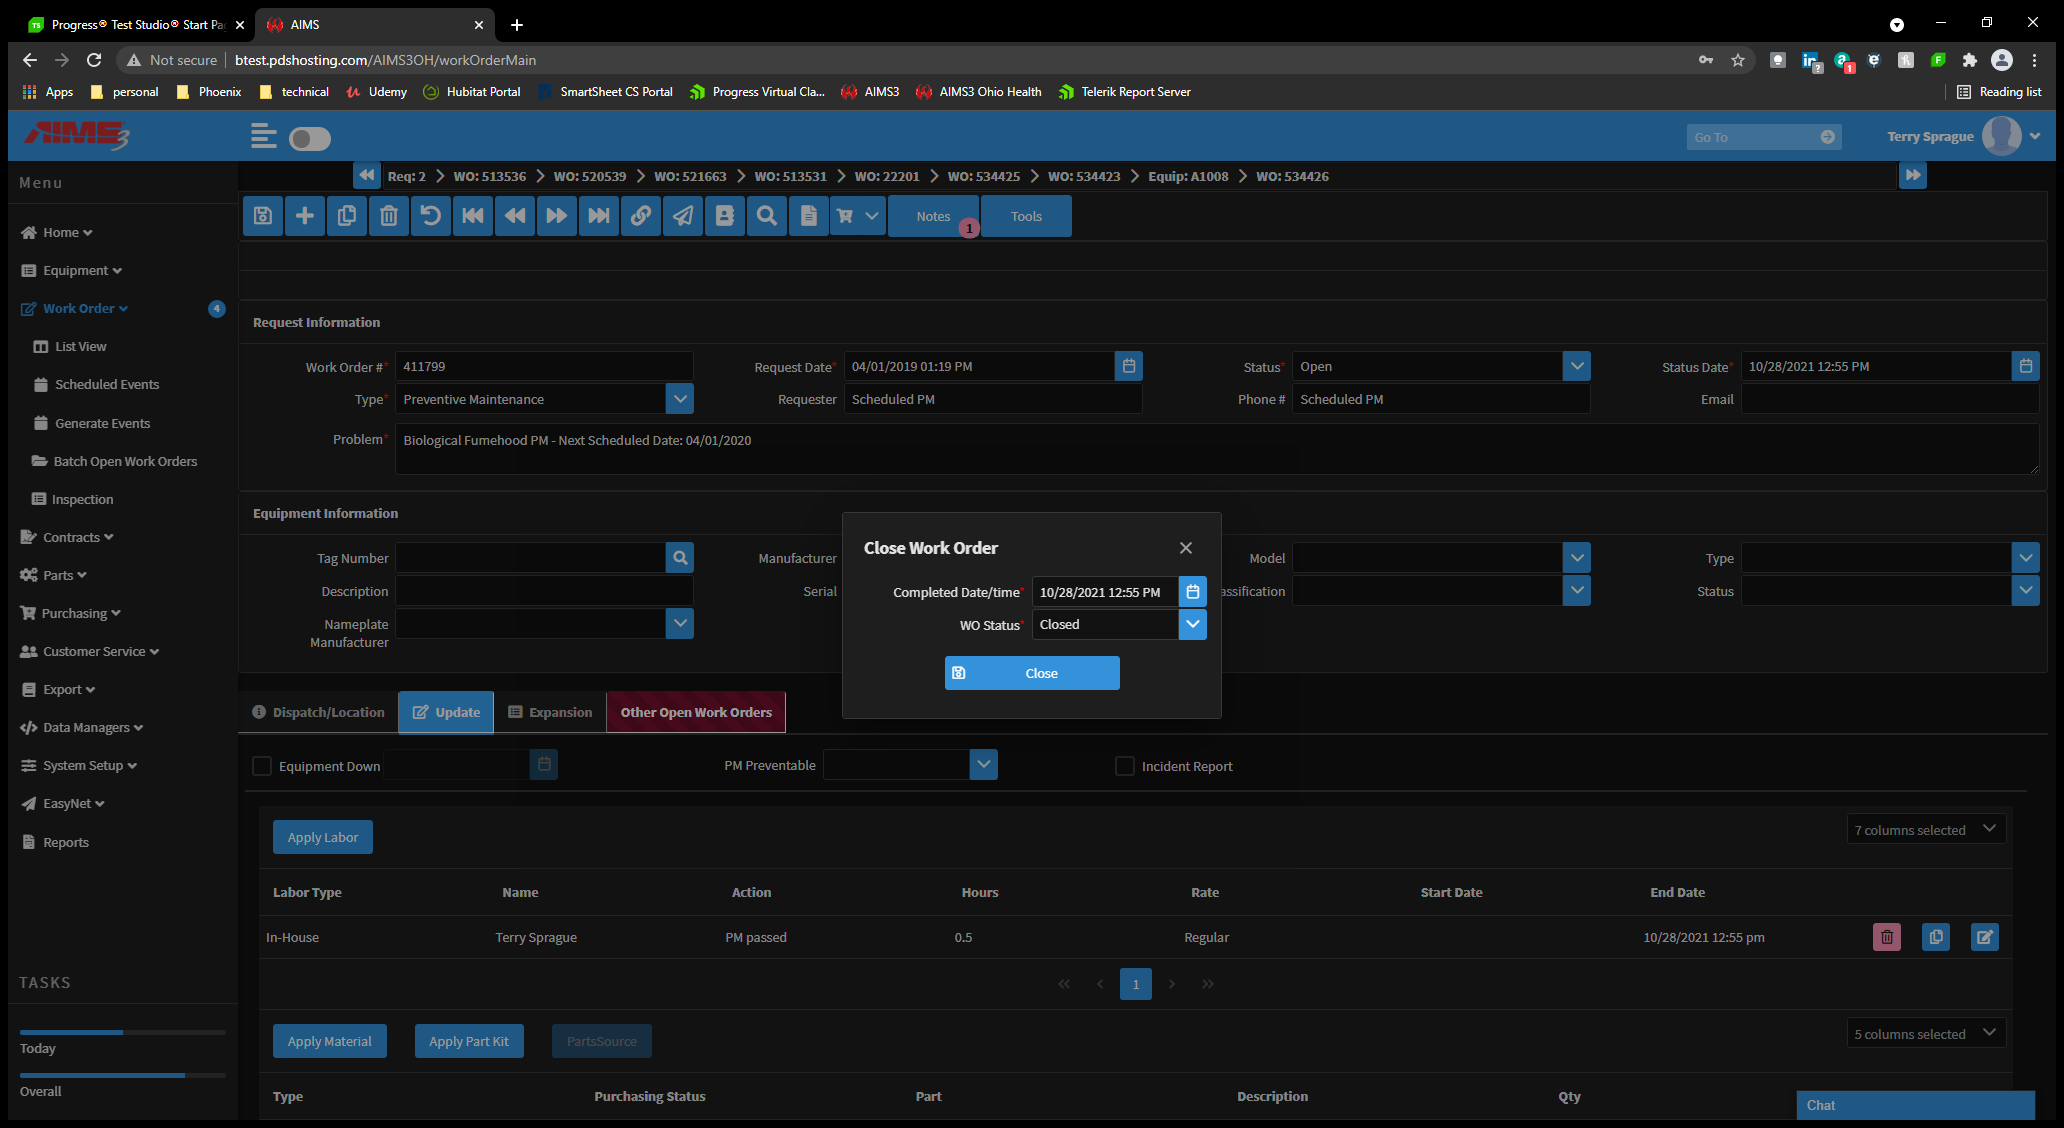 Progress® Test Studio® Start Pa
AIMS
Not secure
btest.pdshosting.com/AIMS3OH/workOrderMain
Apps
personal
Phoenix
technical
Udemy
Hubitat Portal
SmartSheet CS Portal
Progress Virtual Cla...
AIMS3
AIMS3 Ohio Health
Telerik Report Server
Reading list
AIMS3
Go To
Terry Sprague
Menu
Req: 2
WO: 513536
WO: 520539
WO: 521663
WO: 513531
WO: 22201
WO: 534425
WO: 534423
Equip: A1008
WO: 534426
Notes
1
Tools
Home
Equipment
Work Order
4
List View
Scheduled Events
Generate Events
Batch Open Work Orders
Inspection
Contracts
Parts
Purchasing
Customer Service
Export
Data Managers
System Setup
EasyNet
Reports
TASKS
Today
Overall
Request Information
Work Order #* 411799
Request Date* 04/01/2019 01:19 PM
Status* Open
Status Date* 10/28/2021 12:55 PM
Type* Preventive Maintenance
Requester Scheduled PM
Phone # Scheduled PM
Email
Problem* Biological Fumehood PM - Next Scheduled Date: 04/01/2020
Equipment Information
Tag Number
Manufacturer
Model
Type
Description
Serial
assification
Status
Nameplate
Manufacturer
Close Work Order
Completed Date/time* 10/28/2021 12:55 PM
WO Status* Closed
Close
Dispatch/Location
Update
Expansion
Other Open Work Orders
Equipment Down
PM Preventable
Incident Report
Apply Labor
7 columns selected
Labor Type Name Action Hours Rate Start Date End Date
In-House Terry Sprague PM passed 0.5 Regular 10/28/2021 12:55 pm
1
Apply Material
Apply Part Kit
PartsSource
5 columns selected
Type Purchasing Status Part Description Qty
Chat